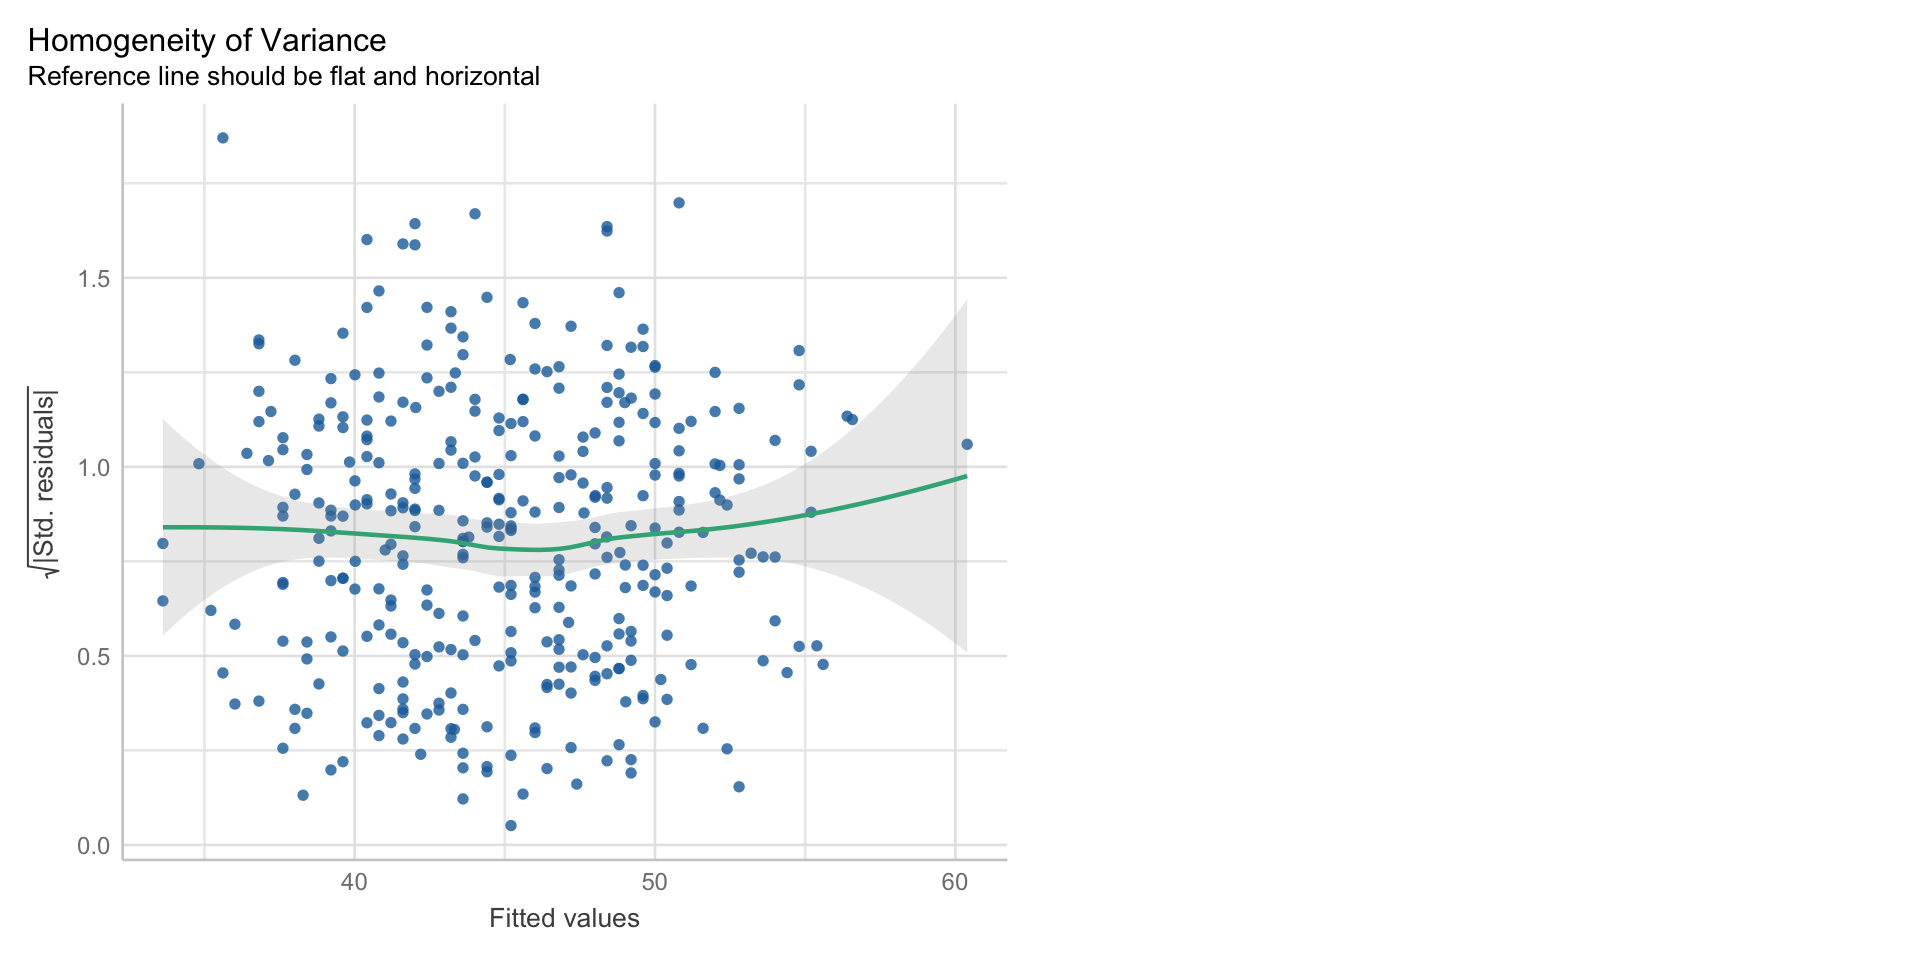 Homogeneity of Variance
Reference line should be flat and horizontal
√|Std. residuals|
1.5
1.0
0.5
0.0
40
50
60
Fitted values